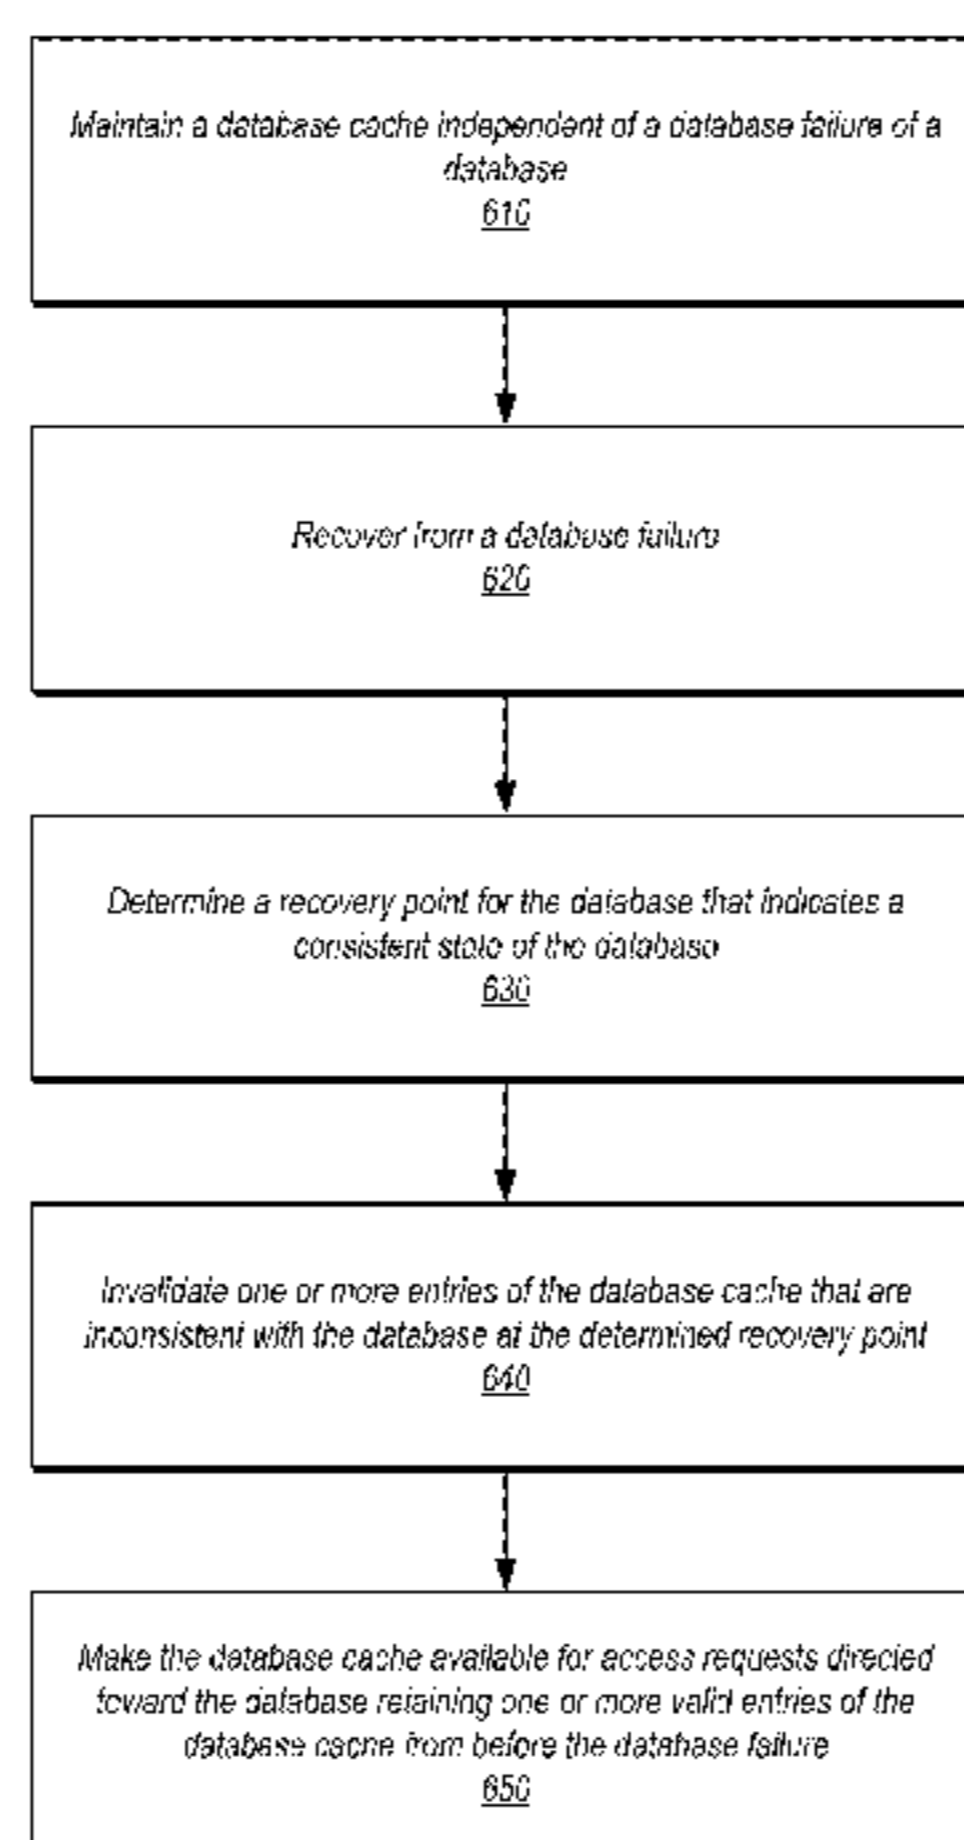 Maintain a database cache independent of a database failure of a
database
610
Recover from a database failure
620
Determine a recovery point for the database that indicates a
consistent state of the database
630
Invalidate one or more entries of the database cache that are
inconsistent with the database at the determined recovery point
640
Make the database cache available for access requests directed
toward the database retaining one or more valid entries of the
database cache from before the database failure
650